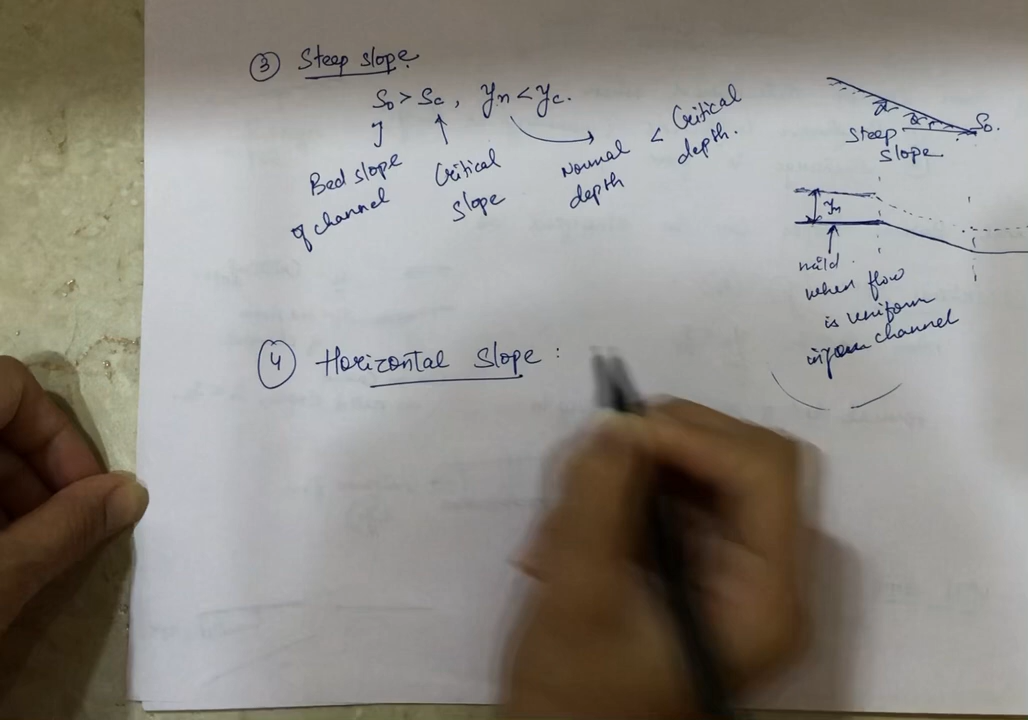 ③ Steep slope.
S₀ > Sc, yn < yc.
Bed slope
of channel
Critical
slope
Normal
depth
< Critical
depth.
S₀.
Steep
slope.
yn
mild
when flow
is uniform
channel
④ Horizontal Slope :